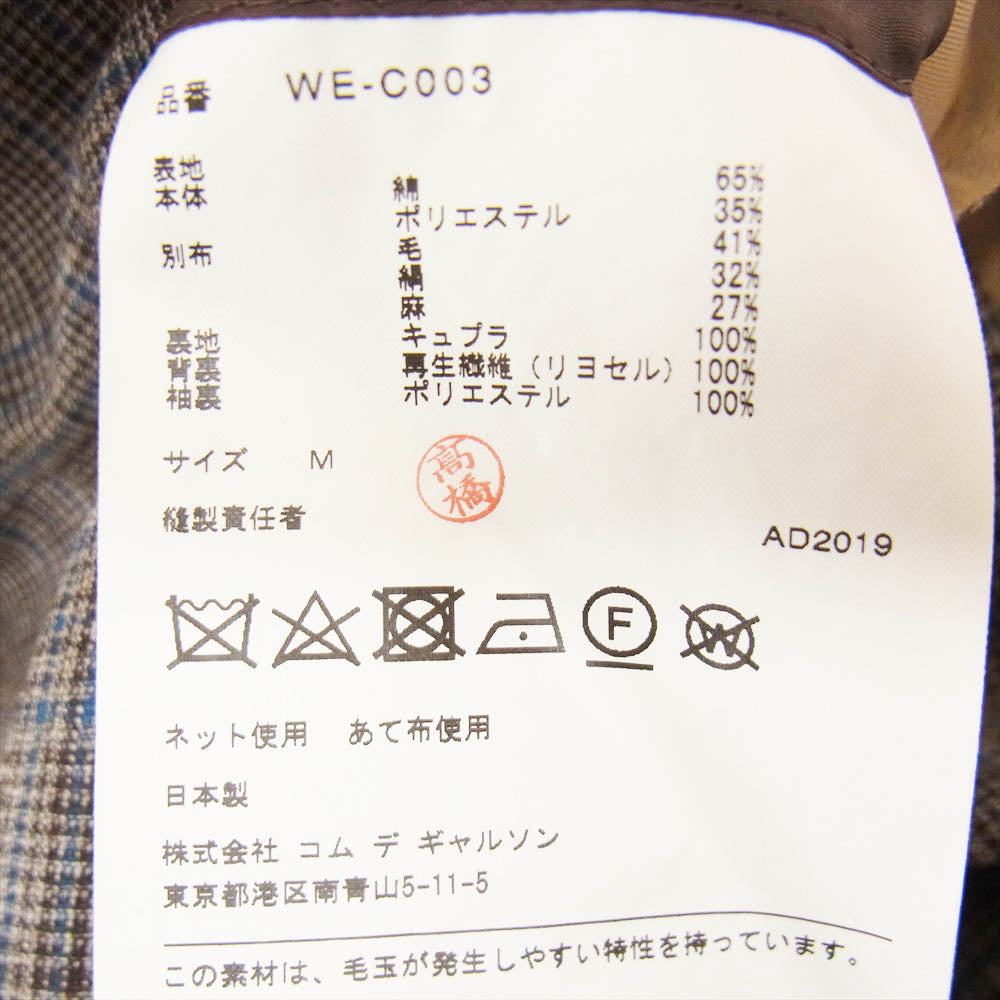 品番 WE-C003
表地
本体 綿 65%
ポリエステル 35%
別布 毛 41%
絹 32%
麻 27%
裏地 キュプラ 100%
背裏 再生繊維(リヨセル) 100%
袖裏 ポリエステル 100%
サイズ M
高橋
縫製責任者
AD2019
F W
ネット使用 あて布使用
日本製
株式会社 コム デ ギャルソン
東京都港区南青山5-11-5
この素材は、毛玉が発生しやすい特性を持っています。